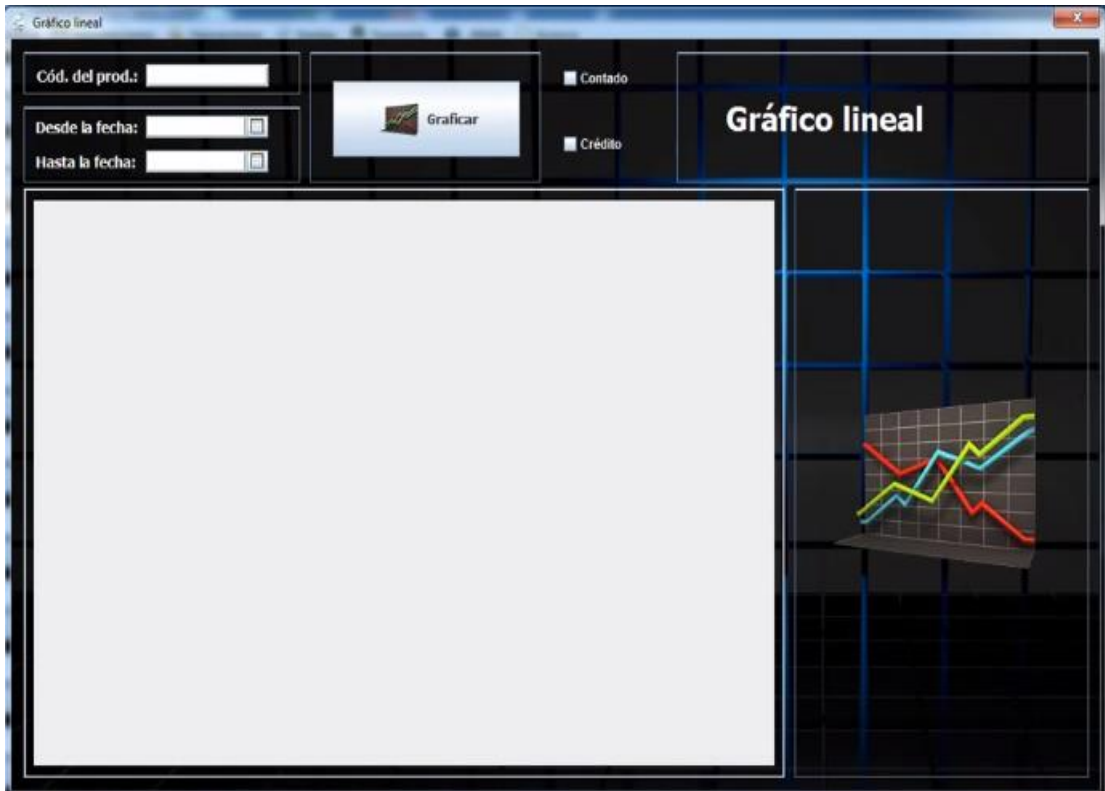 Gráfico lineal
Cód. del prod.:
Desde la fecha:
Hasta la fecha:
Graficar
Contado
Crédito
Gráfico lineal